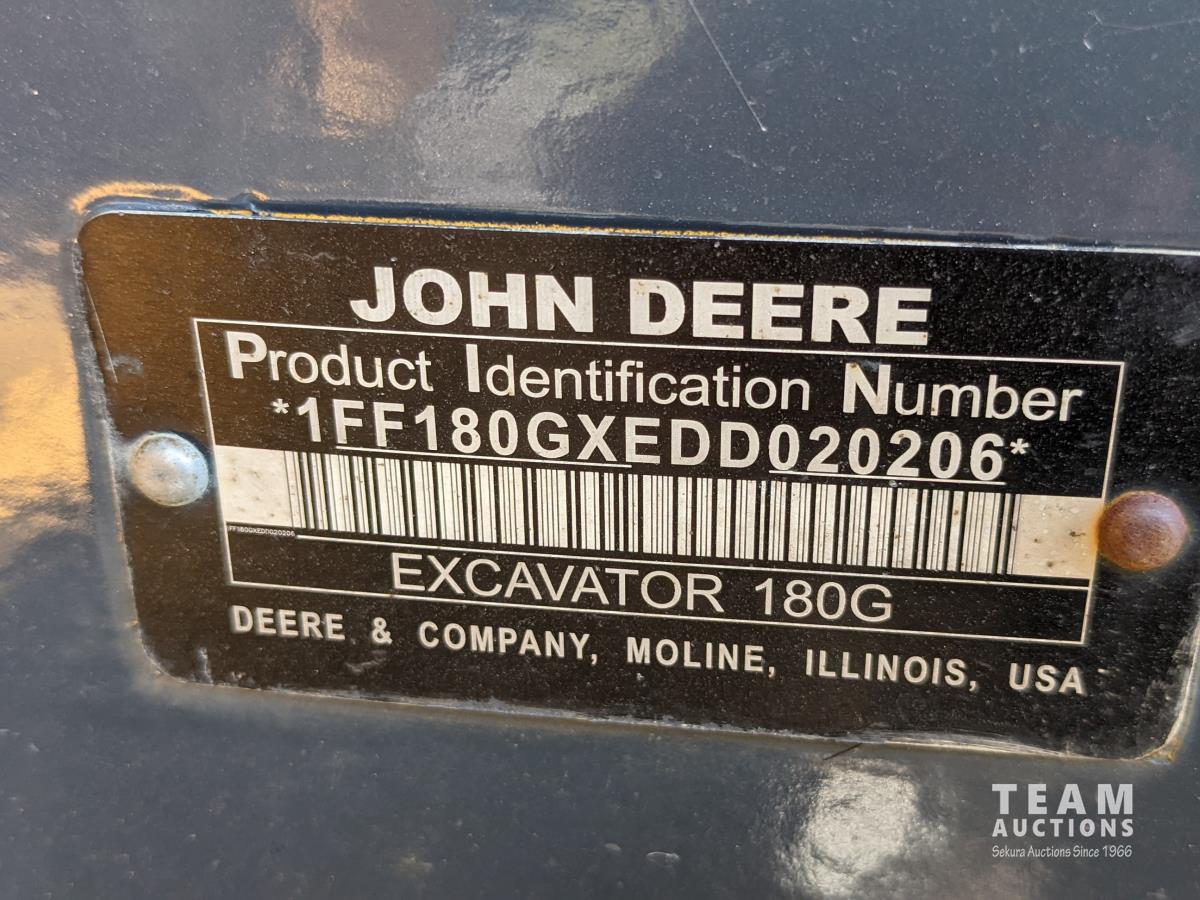 JOHN DEERE
Product Identification Number
*1FF180GXEDD020206*
1FF180GXEDD020206
EXCAVATOR 180G
DEERE & COMPANY, MOLINE, ILLINOIS, USA
TEAM
AUCTIONS
Sekura Auctions Since 1966